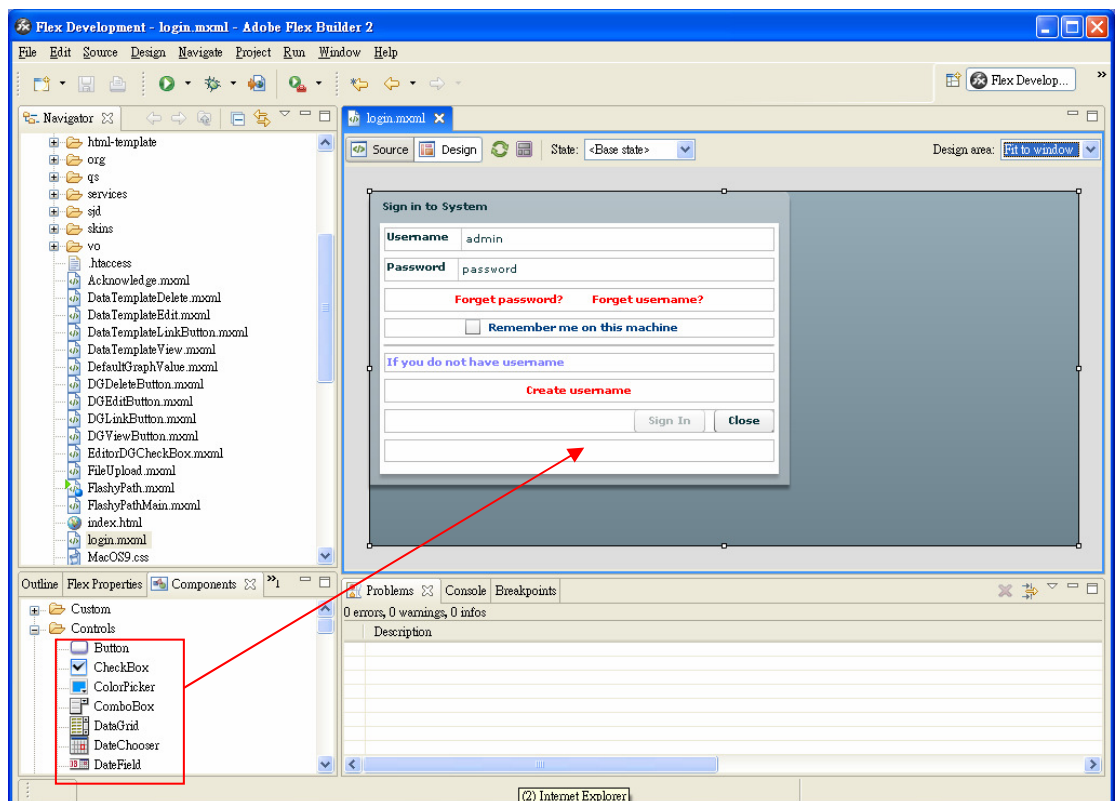 Flex Development - login.mxml - Adobe Flex Builder 2
File Edit Source Design Navigate Project Run Window Help
Flex Develop...
Navigator
html-template
org
qs
services
sjd
skins
vo
.htaccess
Acknowledge.mxml
DataTemplateDelete.mxml
DataTemplateEdit.mxml
DataTemplateLinkButton.mxml
DataTemplateView.mxml
DefaultGraphValue.mxml
DGDeleteButton.mxml
DGEditButton.mxml
DGLinkButton.mxml
DGViewButton.mxml
EditorDGCheckBox.mxml
FileUpload.mxml
FlashyPath.mxml
FlashyPathMain.mxml
index.html
login.mxml
MacOS9.css
login.mxml
Source Design State: <Base state> Design area: Fit to window
Sign in to System
Username admin
Password password
Forget password? Forget username?
Remember me on this machine
If you do not have username
Create username
Sign In Close
Outline Flex Properties Components »1
Custom
Controls
Button
CheckBox
ColorPicker
ComboBox
DataGrid
DateChooser
DateField
Problems Console Breakpoints
0 errors, 0 warnings, 0 infos
Description
(2) Internet Explorer